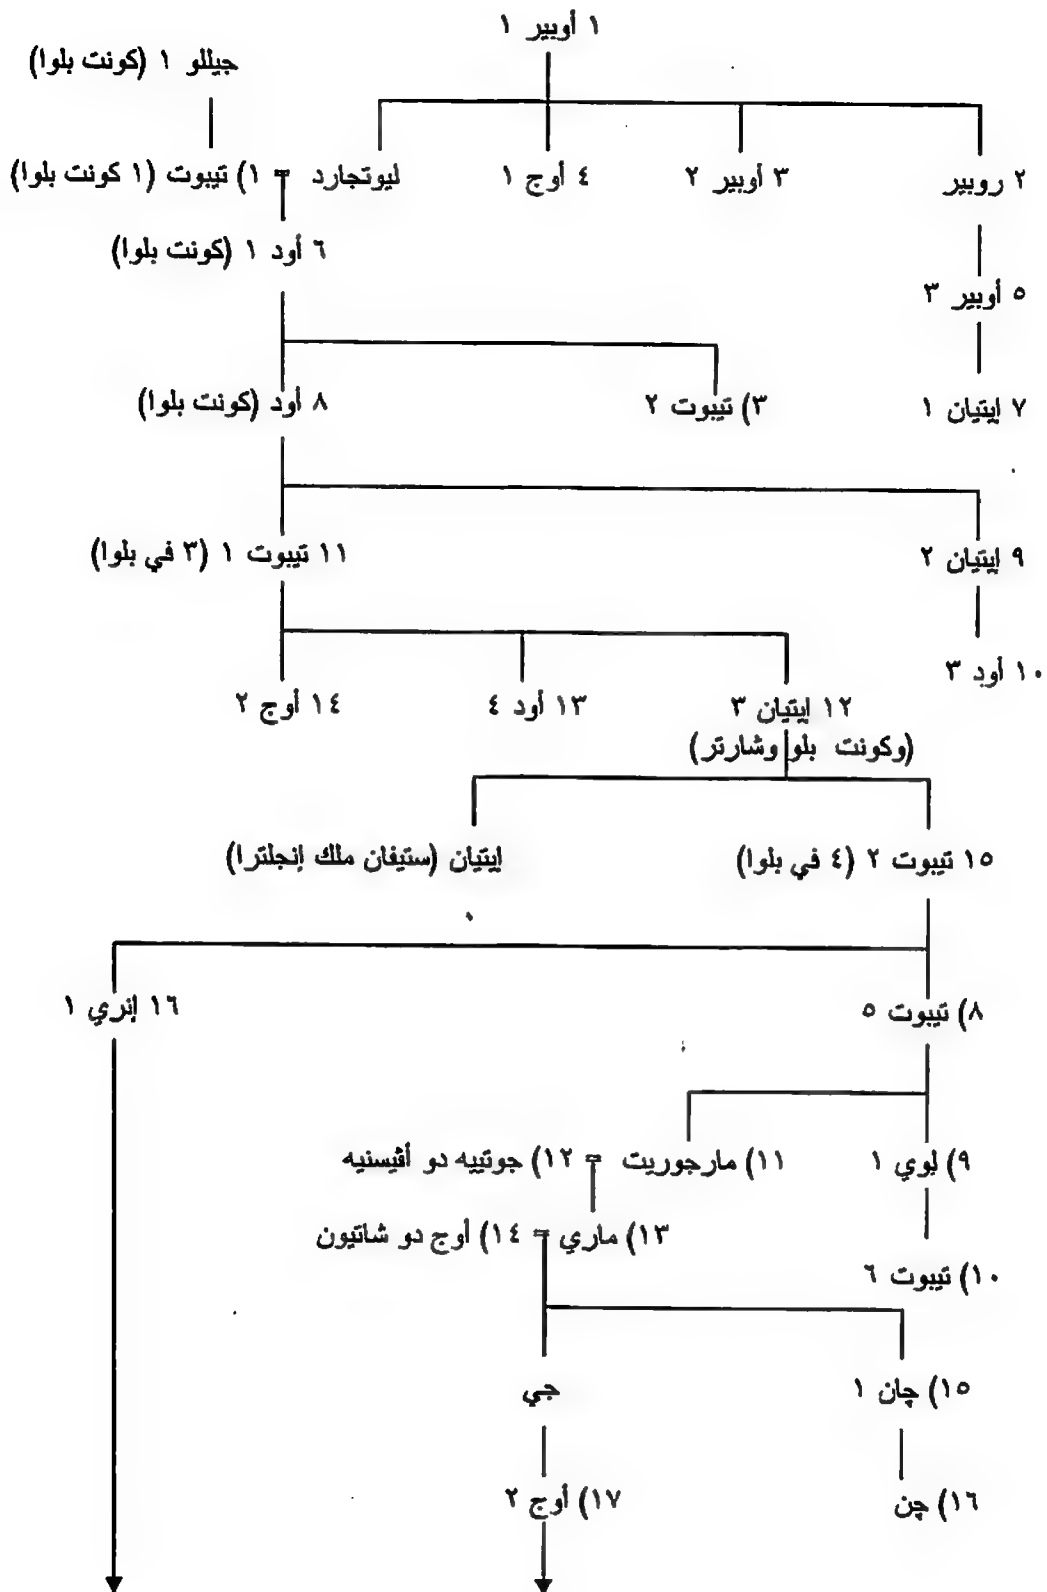 ١ أوبير ١
جيللو ١ (كونت بلوا)
٢ روبير
٣ أوبير ٢
٤ أوج ١
ليوتجارد = ١) تيبوت (١ كونت بلوا)
٦ أود ١ (كونت بلوا)
٥ أوبير ٣
٧ إيتيان ١
٣) تيبوت ٢
٨ أود (كونت بلوا)
٩ إيتيان ٢
١١ تيبوت ١ (٣ في بلوا)
١٠ أود ٣
١٢ إيتيان ٣
١٣ أود ٤
١٤ أوج ٢
(وكونت بلو وشارتر)
١٥ تيبوت ٢ (٤ في بلوا)
إيتيان (ستيفان ملك إنجلترا)
٨) تيبوت ٥
١٦ إنري ١
٩) لوي ١
١١) مارجوريت = ١٢) جوتييه دو أڤيسنيه
١٣) ماري = ١٤) أوج دو شاتيون
١٠) تيبوت ٦
١٥) چان ١
جي
١٦) چن
١٧) أوج ٢